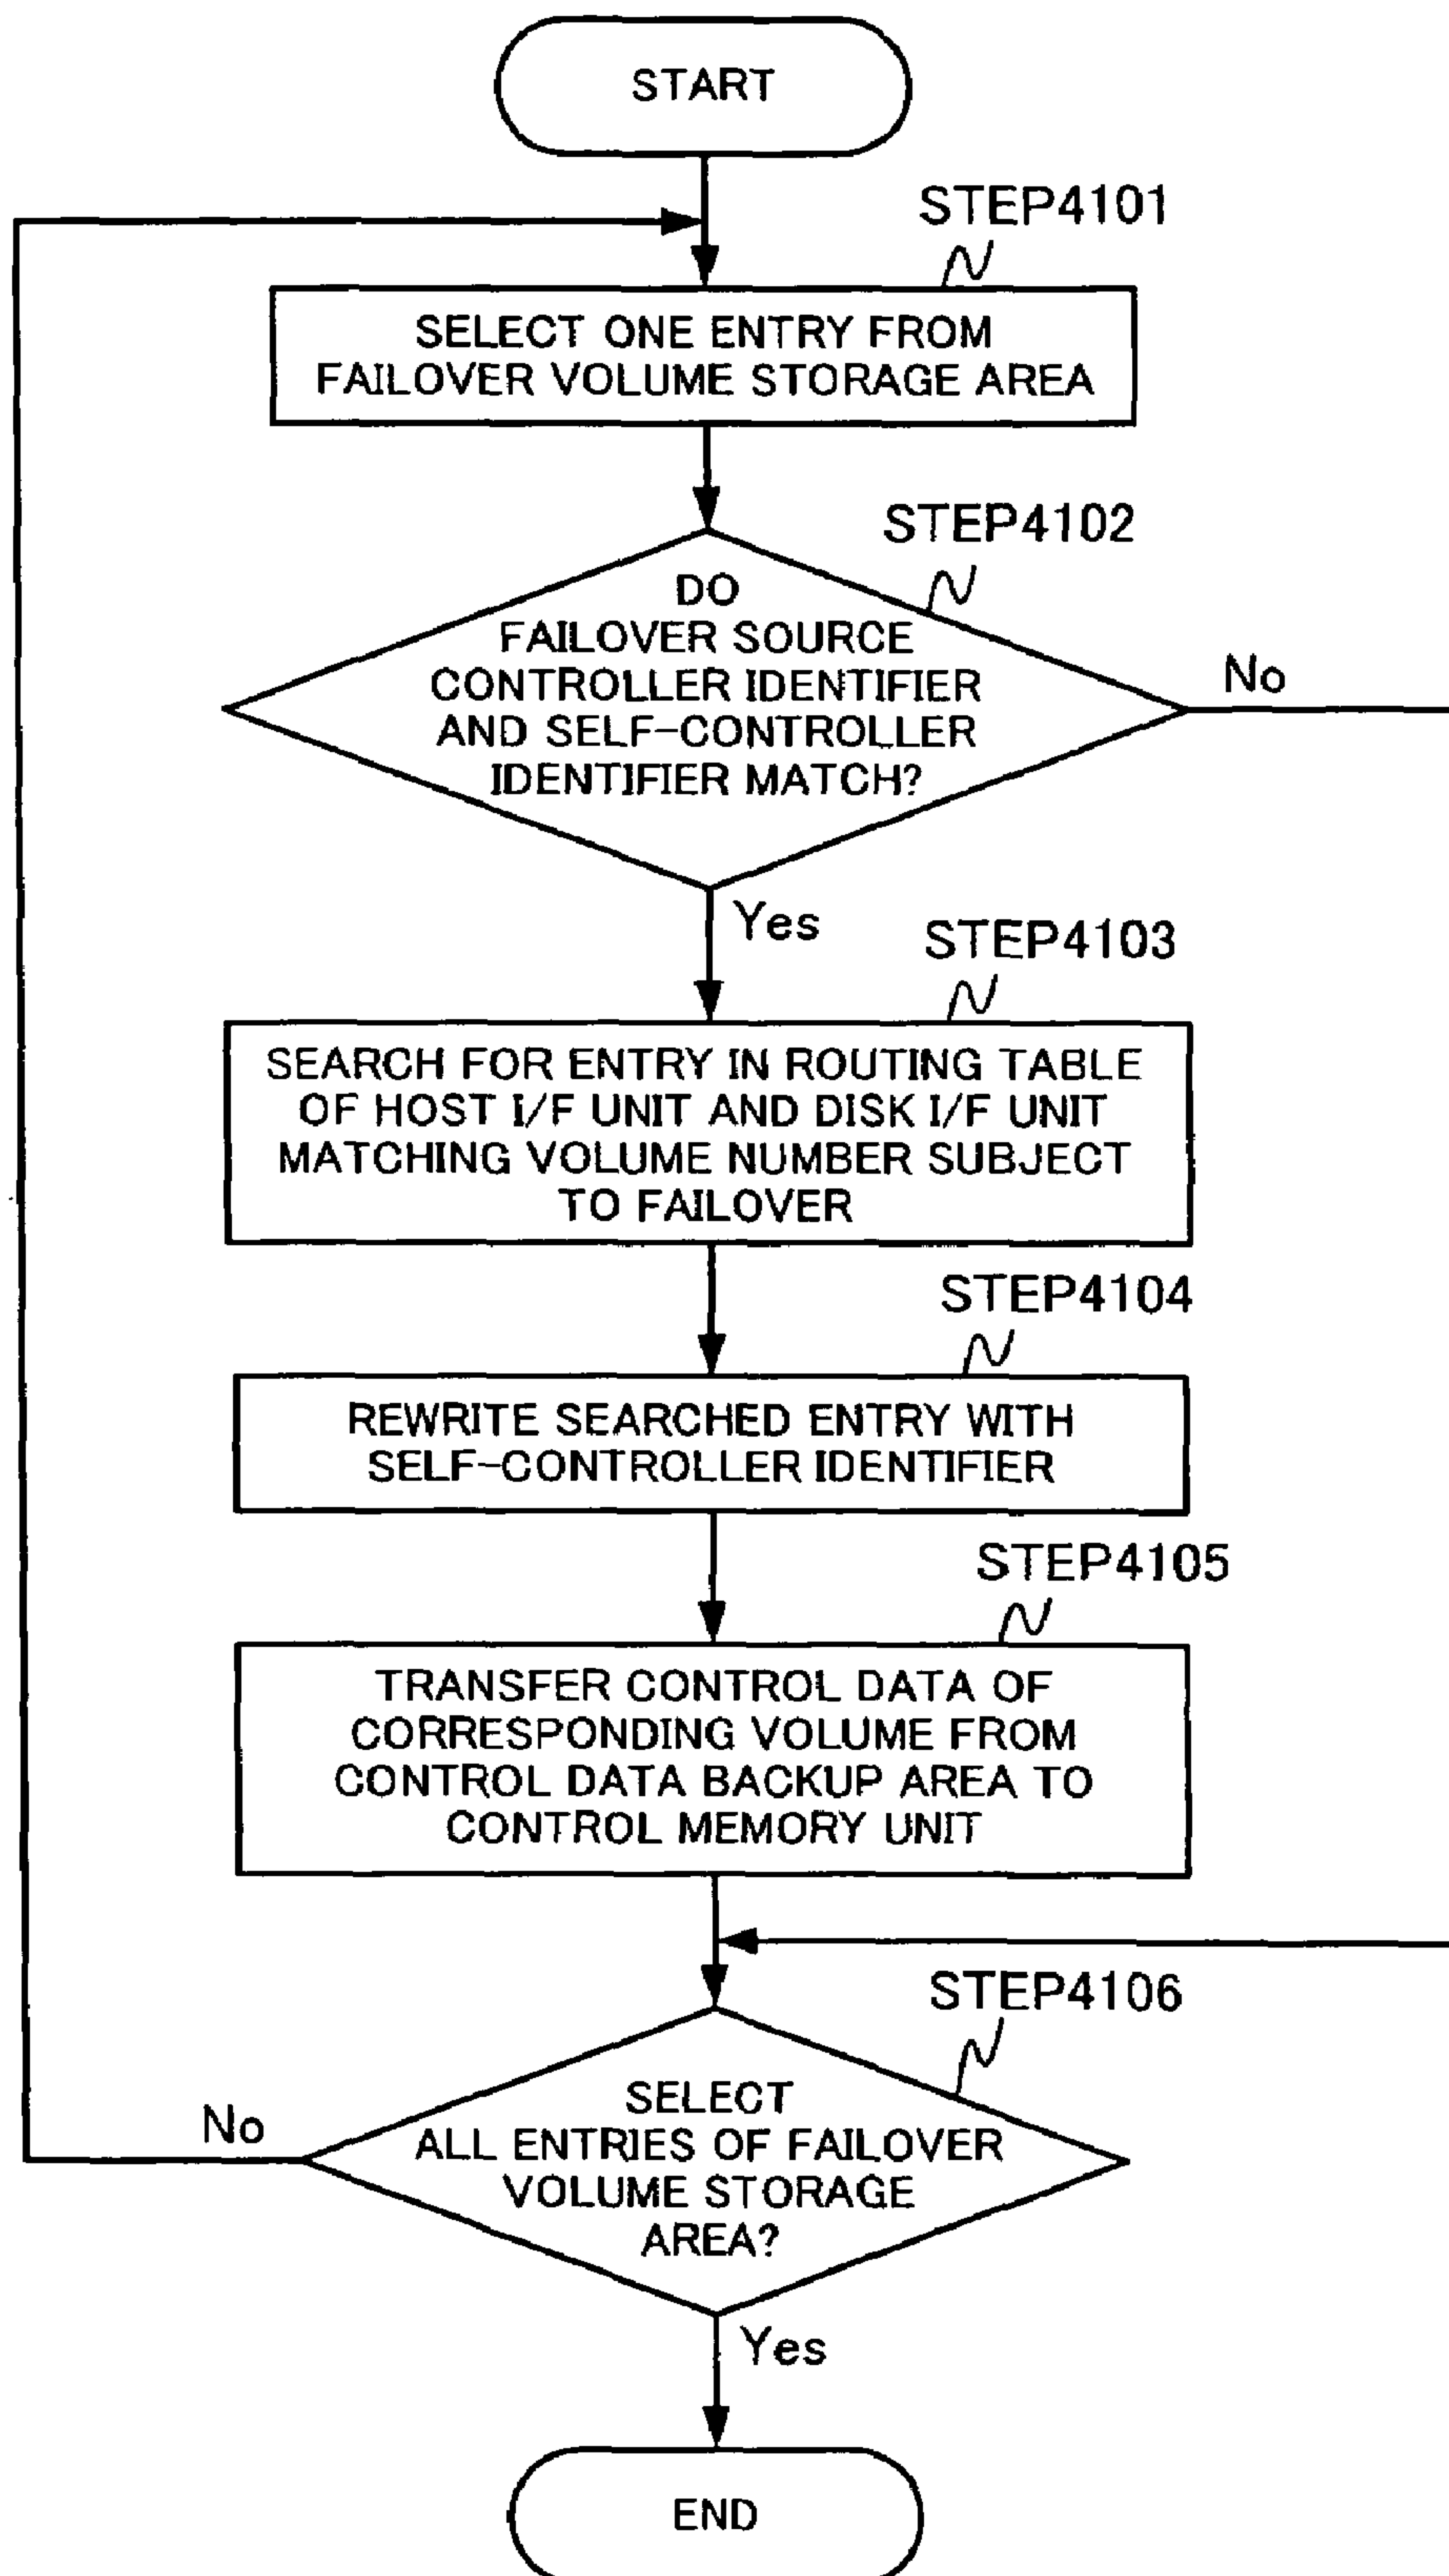 START
STEP4101
SELECT ONE ENTRY FROM
FAILOVER VOLUME STORAGE AREA
STEP4102
DO
FAILOVER SOURCE
CONTROLLER IDENTIFIER
AND SELF-CONTROLLER
IDENTIFIER MATCH?
No
Yes
STEP4103
SEARCH FOR ENTRY IN ROUTING TABLE
OF HOST I/F UNIT AND DISK I/F UNIT
MATCHING VOLUME NUMBER SUBJECT
TO FAILOVER
STEP4104
REWRITE SEARCHED ENTRY WITH
SELF-CONTROLLER IDENTIFIER
STEP4105
TRANSFER CONTROL DATA OF
CORRESPONDING VOLUME FROM
CONTROL DATA BACKUP AREA TO
CONTROL MEMORY UNIT
STEP4106
SELECT
ALL ENTRIES OF FAILOVER
VOLUME STORAGE
AREA?
No
Yes
END